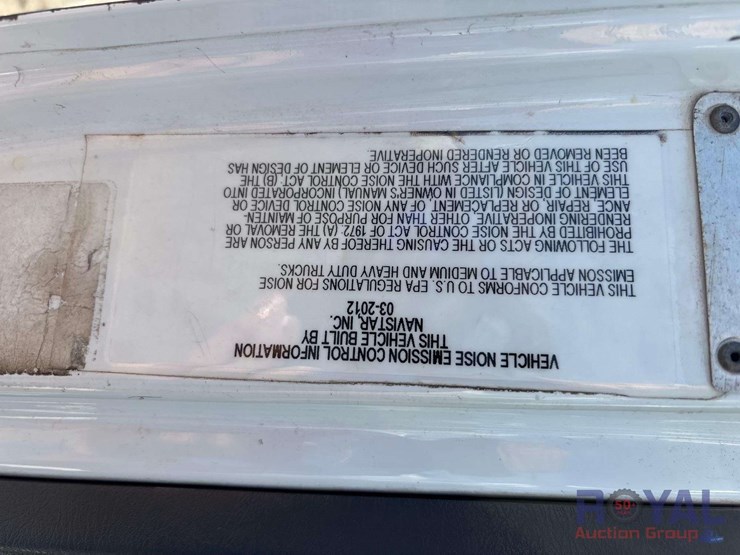 VEHICLE NOISE EMISSION CONTROL INFORMATION
THIS VEHICLE BUILT BY
NAVISTAR, INC.
03-2012
THIS VEHICLE CONFORMS TO U.S. EPA REGULATIONS FOR NOISE
EMISSON APPLICABLE TO MEDIUM AND HEAVY DUTY TRUCKS.
THE FOLLOWING ACTS OR THE CAUSING THEREOF BY ANY PERSON ARE
PROHIBITED BY THE NOISE CONTROL ACT OF 1972 (A) THE REMOVAL OR
RENDERING INOPERATIVE, OTHER THAN FOR PURPOSE OF MAINTEN-
ANCE, REPAIR, OR REPLACEMENT, OF ANY NOISE CONTROL DEVICE OR
ELEMENT OF DESIGN (LISTED IN OWNERS MANUAL) INCORPORATED INTO
THIS VEHICLE IN COMPLIANCE WITH THE NOISE CONTROL ACT; (B) THE
USE OF THIS VEHICLE AFTER SUCH DEVICE OR ELEMENT OF DESIGN HAS
BEEN REMOVED OR RENDERED INOPERATIVE.
ROYAL
50
Auction Group